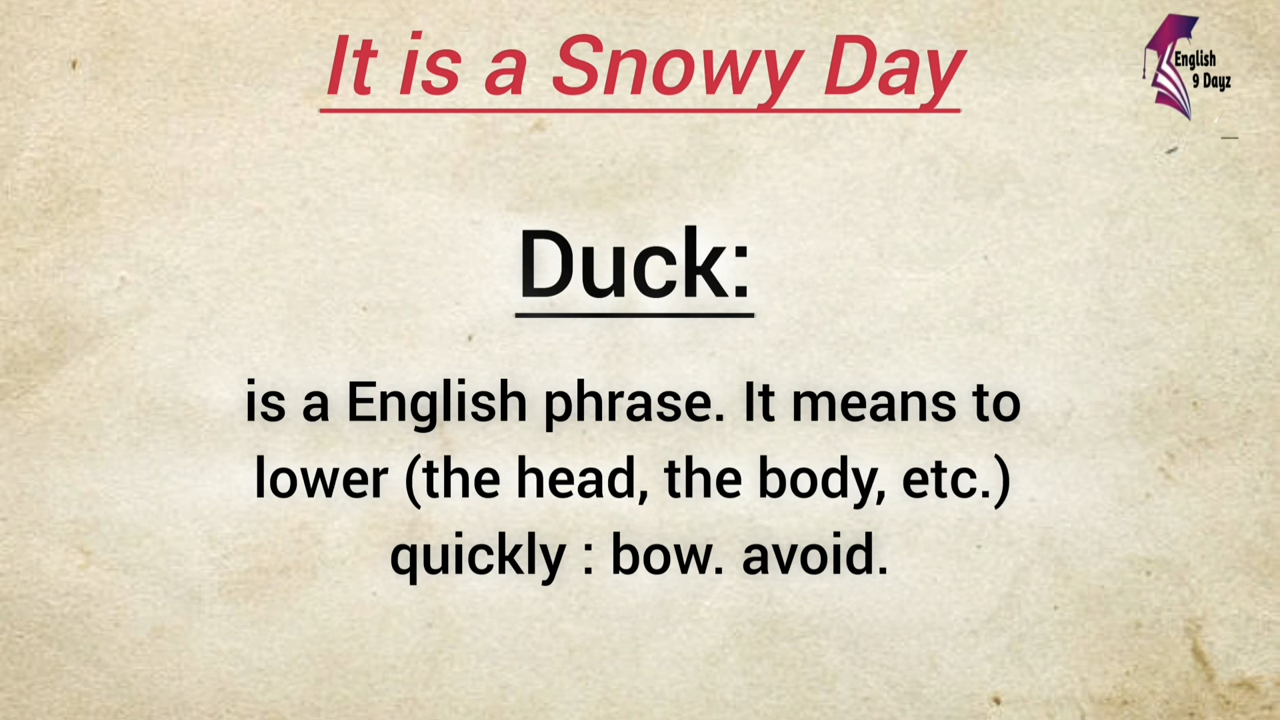 It is a Snowy Day
English
9 Dayz
Duck:
is a English phrase. It means to
lower (the head, the body, etc.)
quickly : bow. avoid.